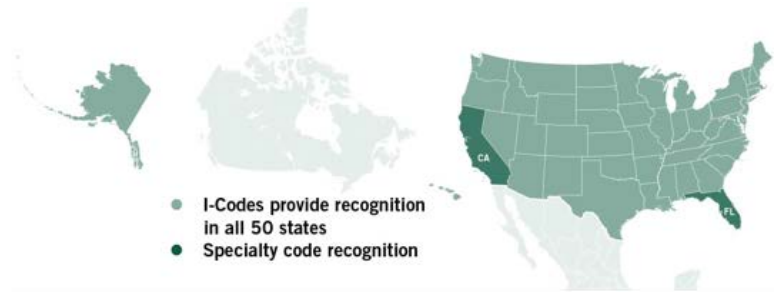 CA
FL
I-Codes provide recognition
in all 50 states
Specialty code recognition